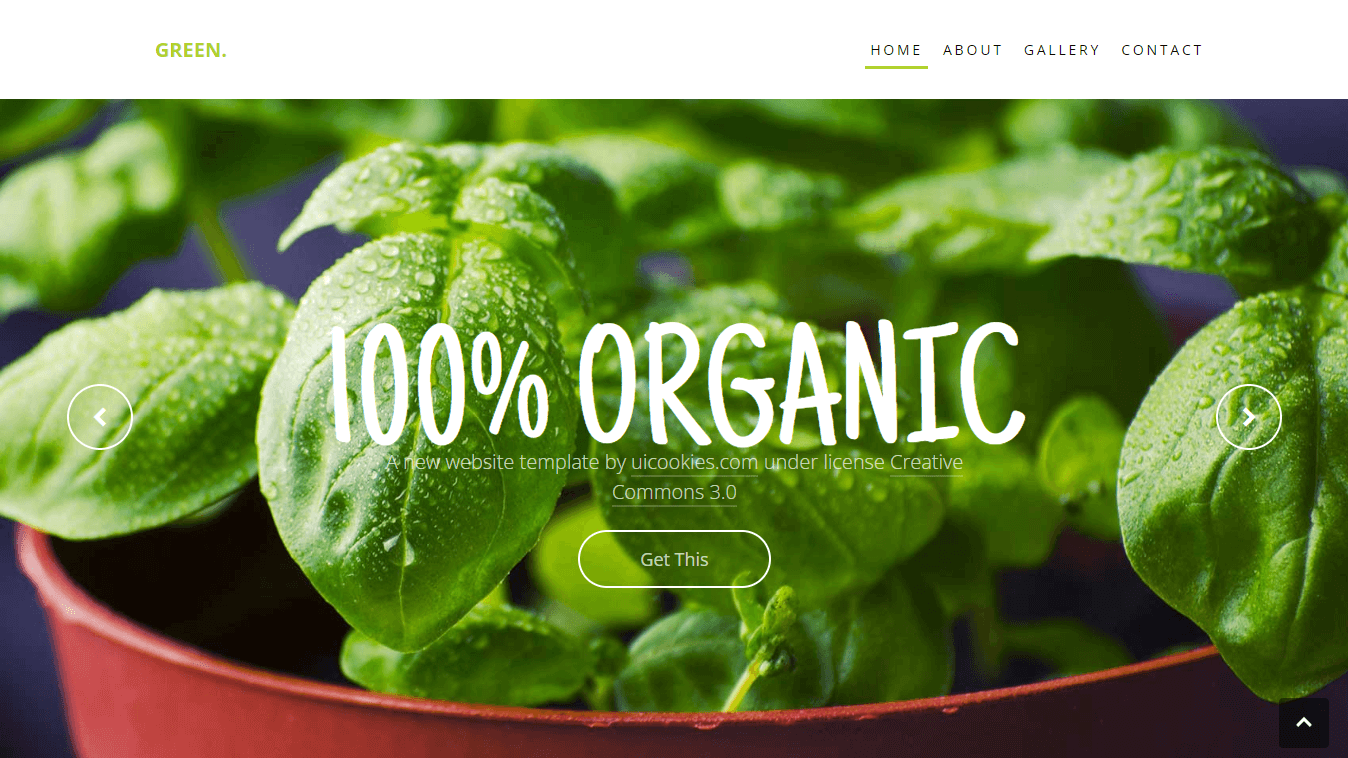 GREEN.
HOME ABOUT GALLERY CONTACT
100% ORGANIC
A new website template by uicookies.com under license Creative
Commons 3.0
Get This